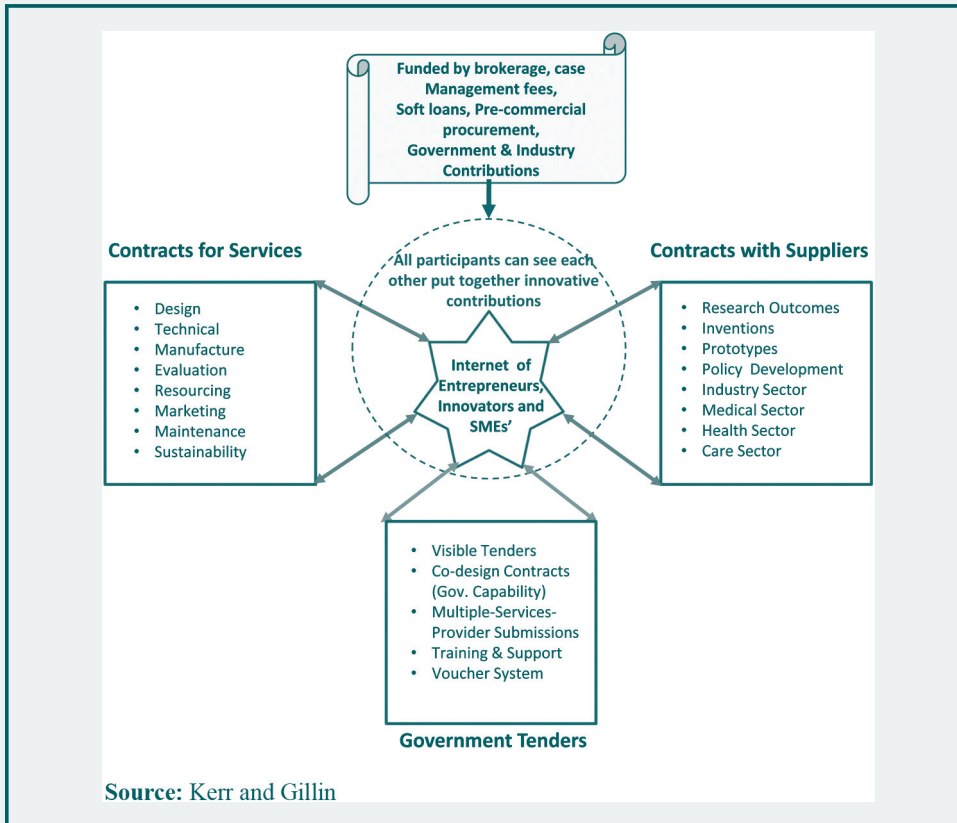 Funded by brokerage, case
Management fees,
Soft loans, Pre-commercial
procurement,
Government & Industry
Contributions
Contracts for Services
• Design
• Technical
• Manufacture
• Evaluation
• Resourcing
• Marketing
• Maintenance
• Sustainability
All participants can see each
other put together innovative
contributions
Internet of
Entrepreneurs,
Innovators and
SMEs’
Contracts with Suppliers
• Research Outcomes
• Inventions
• Prototypes
• Policy Development
• Industry Sector
• Medical Sector
• Health Sector
• Care Sector
• Visible Tenders
• Co-design Contracts
(Gov. Capability)
• Multiple-Services-
Provider Submissions
• Training & Support
• Voucher System
Government Tenders
Source: Kerr and Gillin